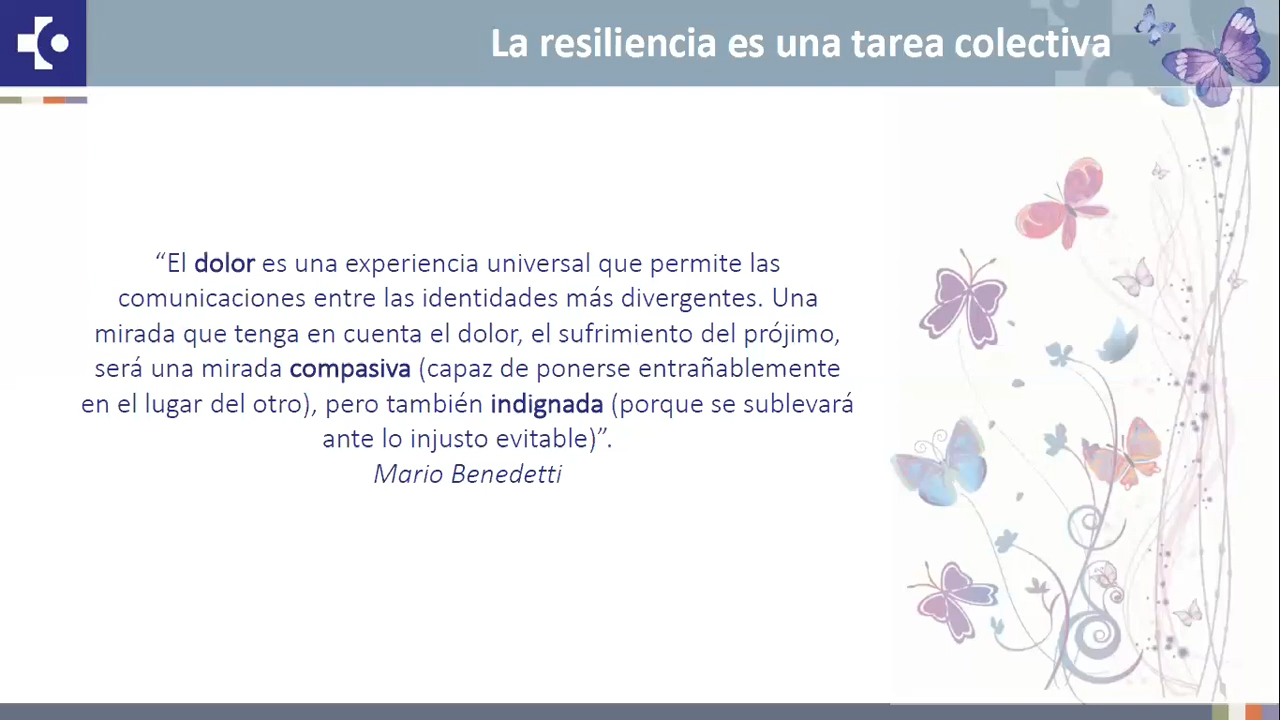 La resiliencia es una tarea colectiva
“El dolor es una experiencia universal que permite las
comunicaciones entre las identidades más divergentes. Una
mirada que tenga en cuenta el dolor, el sufrimiento del prójimo,
será una mirada compasiva (capaz de ponerse entrañablemente
en el lugar del otro), pero también indignada (porque se sublevará
ante lo injusto evitable)”.
Mario Benedetti